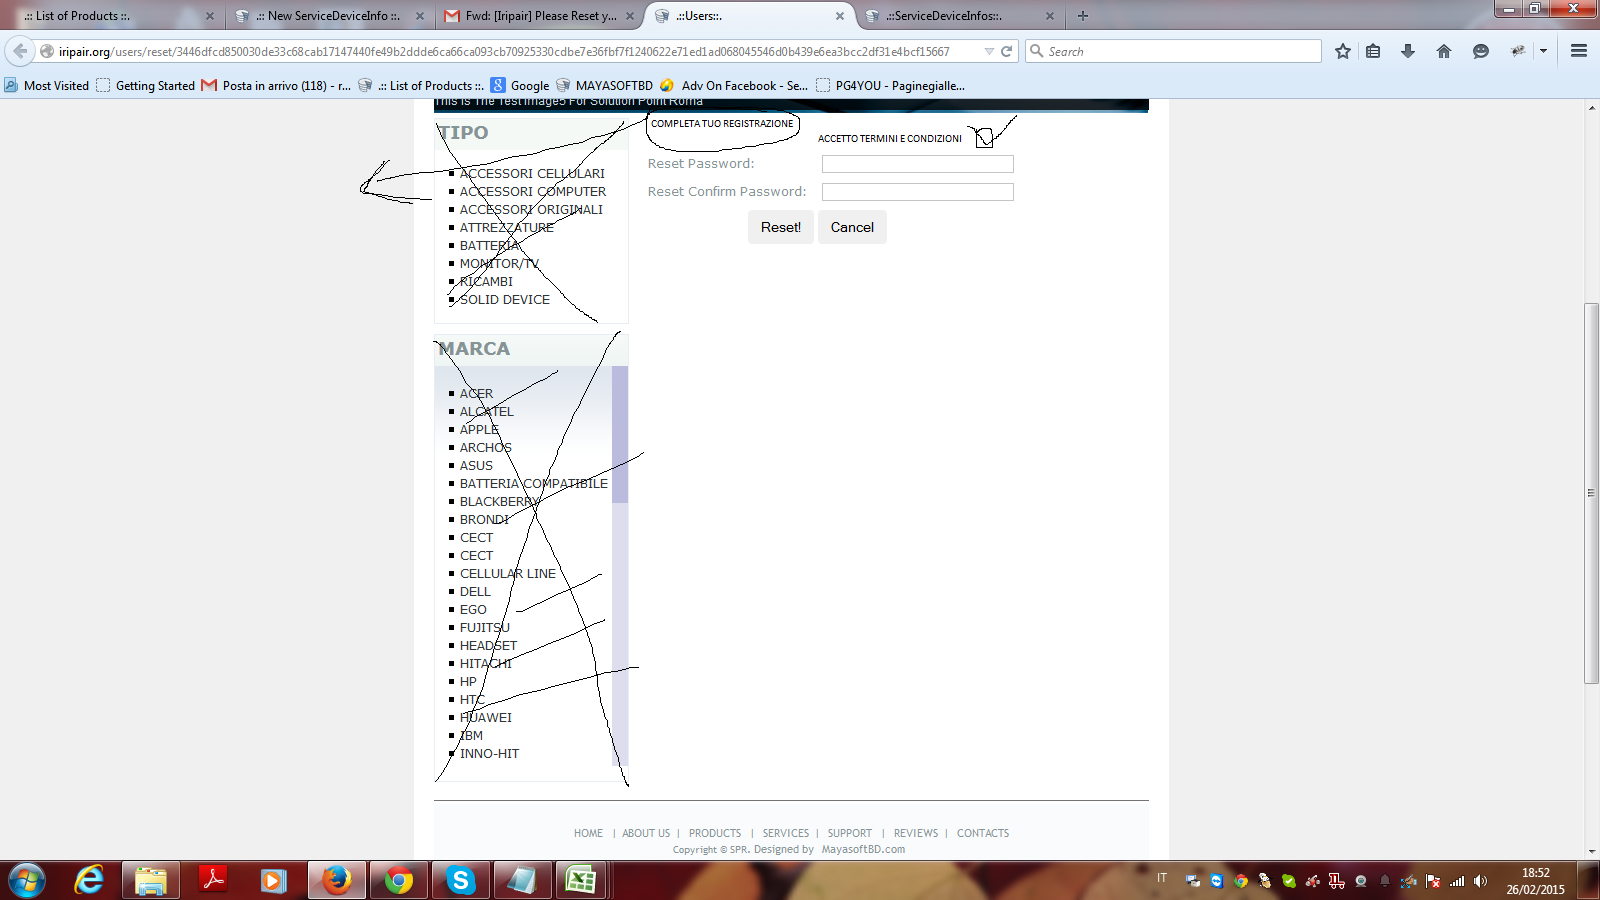 .:: List of Products ::.
.:: New ServiceDeviceInfo ::.
Fwd: [Iripair] Please Reset y...
.::Users::.
.::ServiceDeviceInfos::.
iripair.org/users/reset/3446dfcd850030de33c68cab17147440fe49b2ddde6ca66ca093cb70925330cdbe7e36fbf7f1240622e71ed1ad068045546d0b439e6ea3bcc2df31e4bcf15667
Search
Most Visited
Getting Started
Posta in arrivo (118) - r...
.:: List of Products ::.
Google
MAYASOFTBD
Adv On Facebook - Se...
PG4YOU - Paginegialle...
This Is The Test Image5 For Solution Point Roma
TIPO
ACCESSORI CELLULARI
ACCESSORI COMPUTER
ACCESSORI ORIGINALI
ATTREZZATURE
BATTERIA
MONITOR/TV
RICAMBI
SOLID DEVICE
COMPLETA TUO REGISTRAZIONE
ACCETTO TERMINI E CONDIZIONI
Reset Password:
Reset Confirm Password:
Reset!
Cancel
MARCA
ACER
ALCATEL
APPLE
ARCHOS
ASUS
BATTERIA COMPATIBILE
BLACKBERRY
BRONDI
CECT
CECT
CELLULAR LINE
DELL
EGO
FUJITSU
HEADSET
HITACHI
HP
HTC
HUAWEI
IBM
INNO-HIT
HOME | ABOUT US | PRODUCTS | SERVICES | SUPPORT | REVIEWS | CONTACTS
Copyright © SPR. Designed by MayasoftBD.com
IT
18:52
26/02/2015